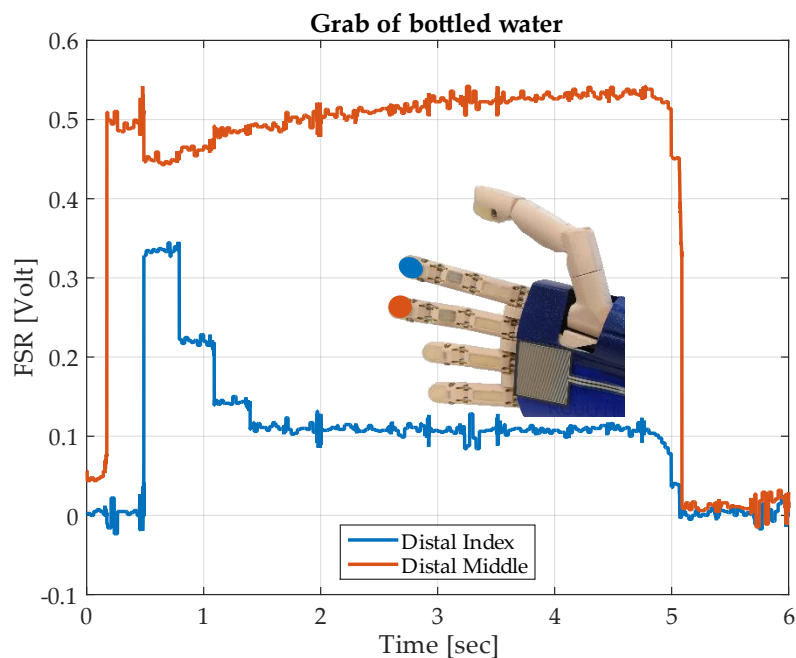 Grab of bottled water
0.6
0.5
0.4
0.3
0.2
0.1
0
-0.1
FSR [Volt]
Distal Index
Distal Middle
0 1 2 3 4 5 6
Time [sec]